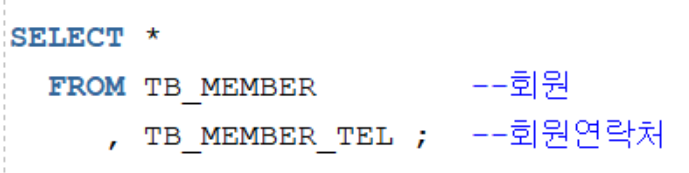 SELECT *
FROM TB_MEMBER --회원
, TB_MEMBER_TEL ; --회원연락처